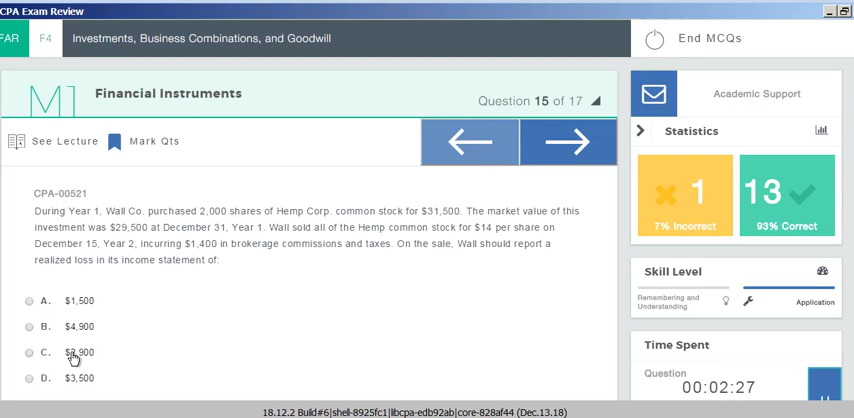 CPA Exam Review
FAR F4 Investments, Business Combinations, and Goodwill End MCQs
M1 Financial Instruments Question 15 of 17
See Lecture Mark Qts
CPA-00521
During Year 1, Wall Co. purchased 2,000 shares of Hemp Corp. common stock for $31,500. The market value of this
investment was $29,500 at December 31, Year 1. Wall sold all of the Hemp common stock for $14 per share on
December 15, Year 2, incurring $1,400 in brokerage commissions and taxes. On the sale, Wall should report a
realized loss in its income statement of:
A. $1,500
B. $4,900
C.
D. $3,500
Academic Support
Statistics
1 13
7% Incorrect 93% Correct
Skill Level
Remembering and
Understanding
Application
Time Spent
Question
00:02:27
18.12.2 Build#6|shell-8925fc1|libcpa-edb92ab|core-828af44 (Dec.13.18)